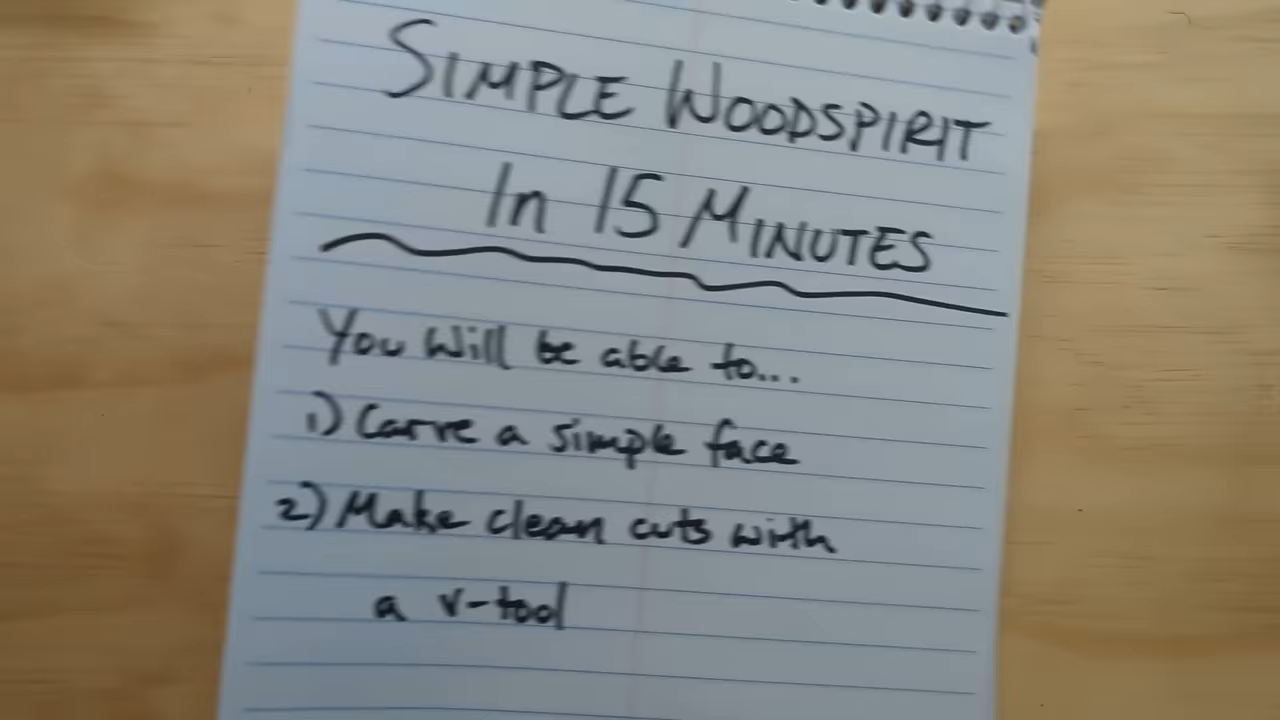 SIMPLE WOODSPIRIT
In 15 MINUTES
You will be able to...
1) Carve a simple face
2) Make clean cuts with
a v-tool